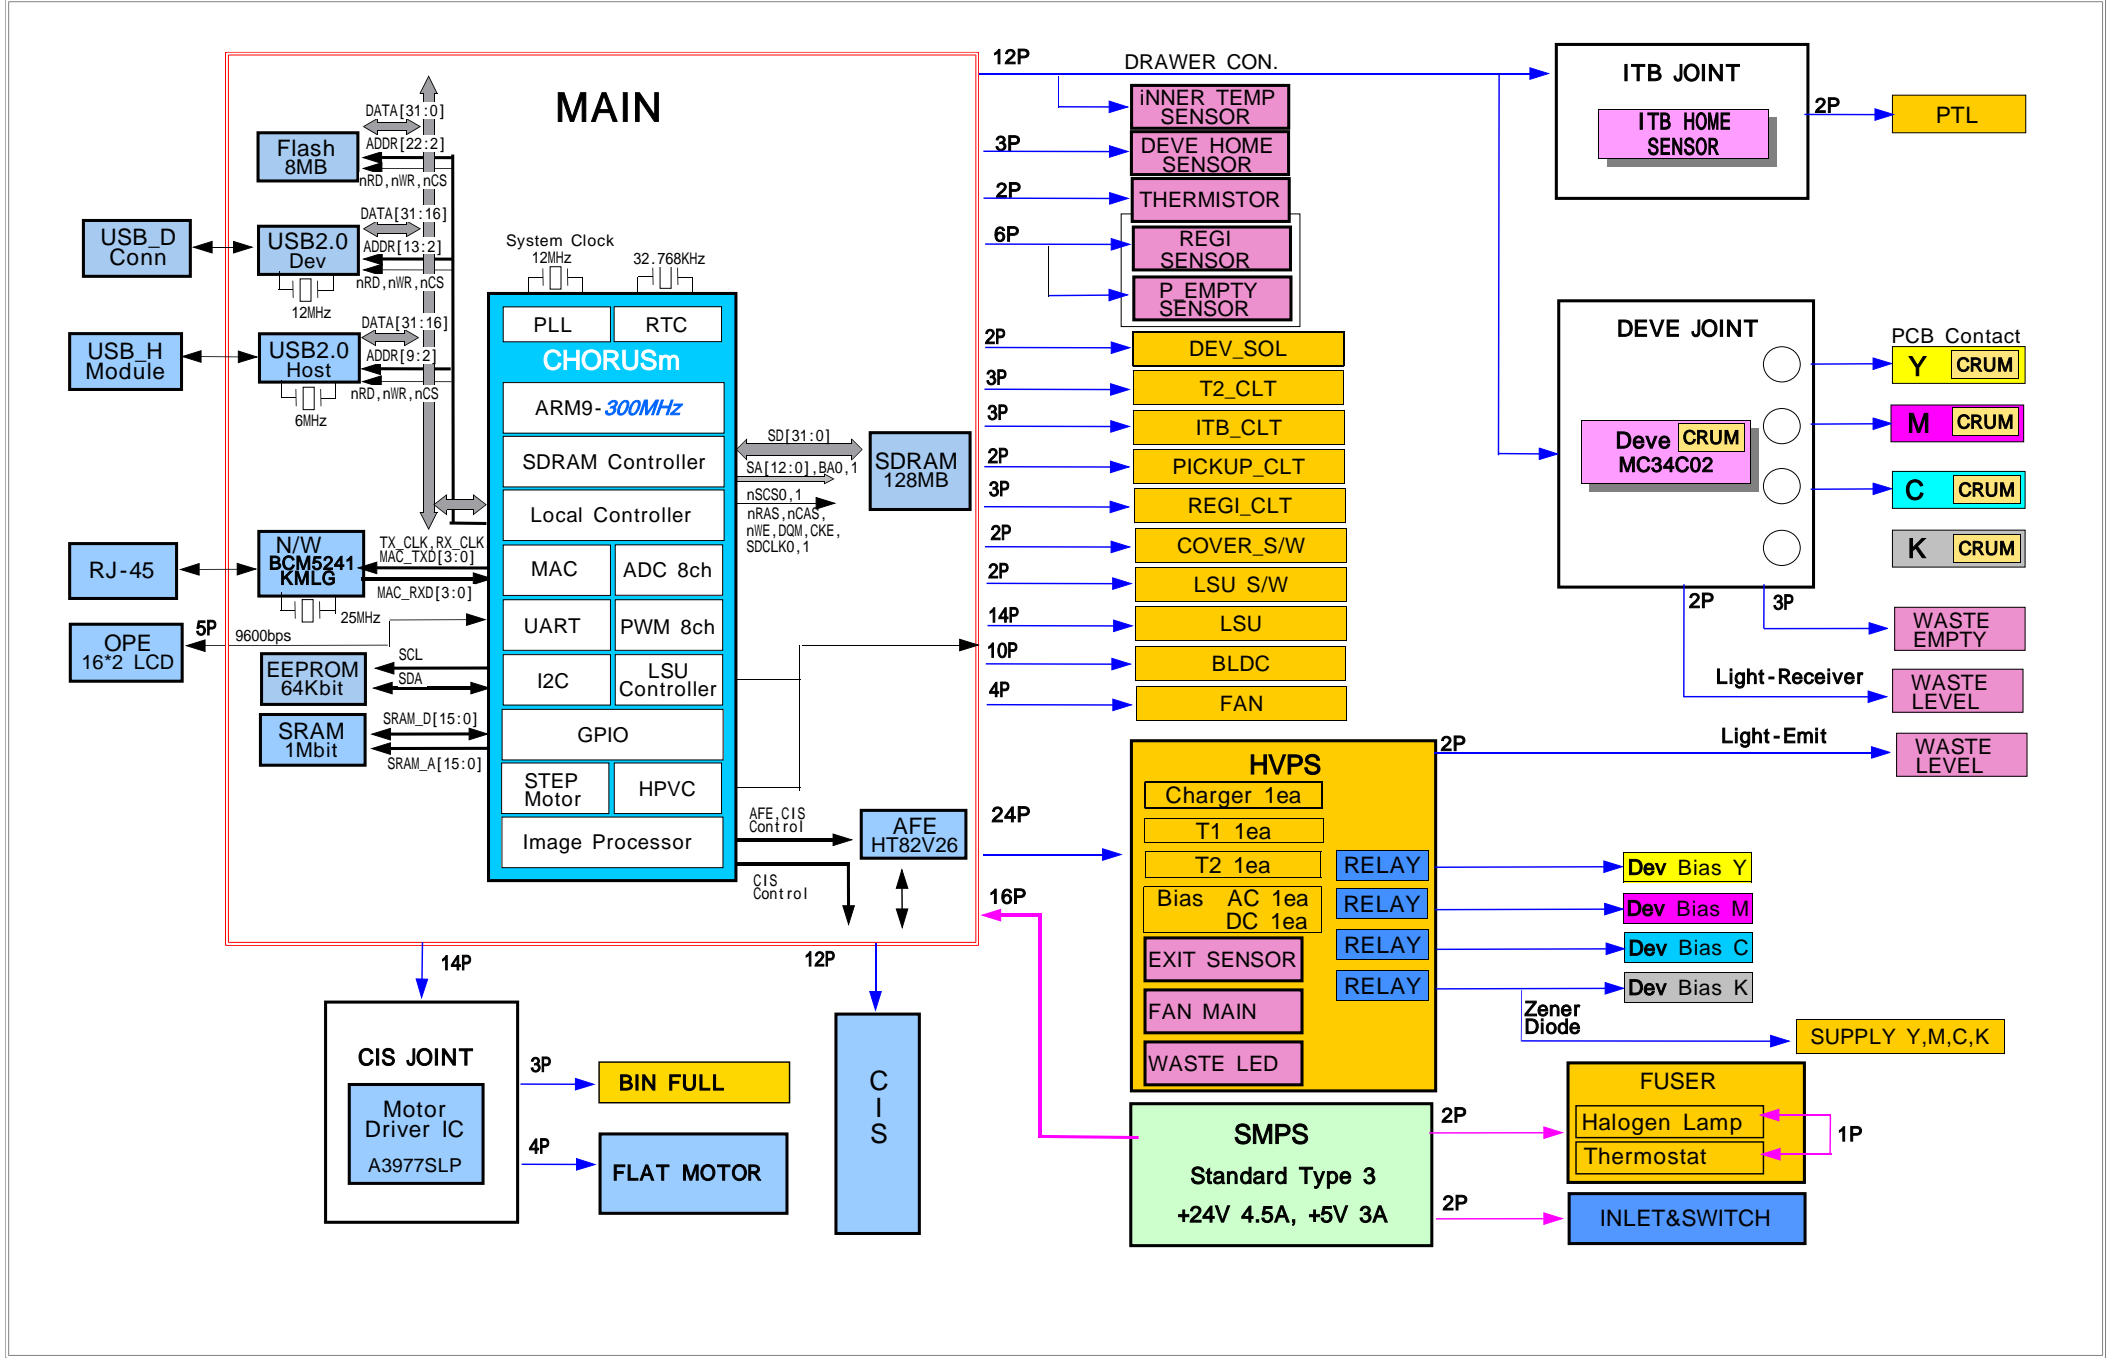 MAIN
DATA[31:0]
Flash
8MB
ADDR[22:2]
nRD,nWR,nCS
USB_D
Conn
DATA[31:16]
USB2.0
Dev
ADDR[13:2]
nRD,nWR,nCS
12MHz
USB_H
Module
DATA[31:16]
USB2.0
Host
ADDR[9:2]
nRD,nWR,nCS
6MHz
System Clock
12MHz
32.768KHz
PLL
RTC
CHORUSm
ARM9-300MHz
SDRAM Controller
Local Controller
MAC
ADC 8ch
UART
PWM 8ch
I2C
LSU
Controller
GPIO
STEP
Motor
HPVC
Image Processor
SD[31:0]
SA[12:0],BA0,1
nSCS0,1
nRAS,nCAS,
nWE,DQM,CKE,
SDCLK0,1
SDRAM
128MB
RJ-45
N/W
BCM5241
KMLG
TX_CLK,RX_CLK
MAC_TXD[3:0]
MAC_RXD[3:0]
25MHz
OPE
16*2 LCD
5P
9600bps
EEPROM
64Kbit
SCL
SDA
SRAM
1Mbit
SRAM_D[15:0]
SRAM_A[15:0]
AFE,CIS
Control
AFE
HT82V26
CIS
Control
14P
12P
CIS JOINT
Motor
Driver IC
A3977SLP
3P
BIN FULL
4P
FLAT MOTOR
C
I
S
12P
DRAWER CON.
iNNER TEMP
SENSOR
3P
DEVE HOME
SENSOR
2P
THERMISTOR
6P
REGI
SENSOR
P_EMPTY
SENSOR
2P
DEV_SOL
3P
T2_CLT
3P
ITB_CLT
2P
PICKUP_CLT
3P
REGI_CLT
2P
COVER_S/W
2P
LSU S/W
14P
LSU
10P
BLDC
4P
FAN
24P
16P
HVPS
Charger 1ea
T1 1ea
T2 1ea
Bias AC 1ea
DC 1ea
EXIT SENSOR
FAN MAIN
WASTE LED
RELAY
RELAY
RELAY
RELAY
2P
Light-Emit
WASTE
LEVEL
Dev Bias Y
Dev Bias M
Dev Bias C
Dev Bias K
Zener
Diode
SUPPLY Y,M,C,K
SMPS
Standard Type 3
+24V 4.5A, +5V 3A
2P
FUSER
Halogen Lamp
Thermostat
1P
2P
INLET&SWITCH
ITB JOINT
ITB HOME
SENSOR
2P
PTL
DEVE JOINT
Deve CRUM
MC34C02
PCB Contact
Y CRUM
M CRUM
C CRUM
K CRUM
2P
3P
WASTE
EMPTY
Light-Receiver
WASTE
LEVEL